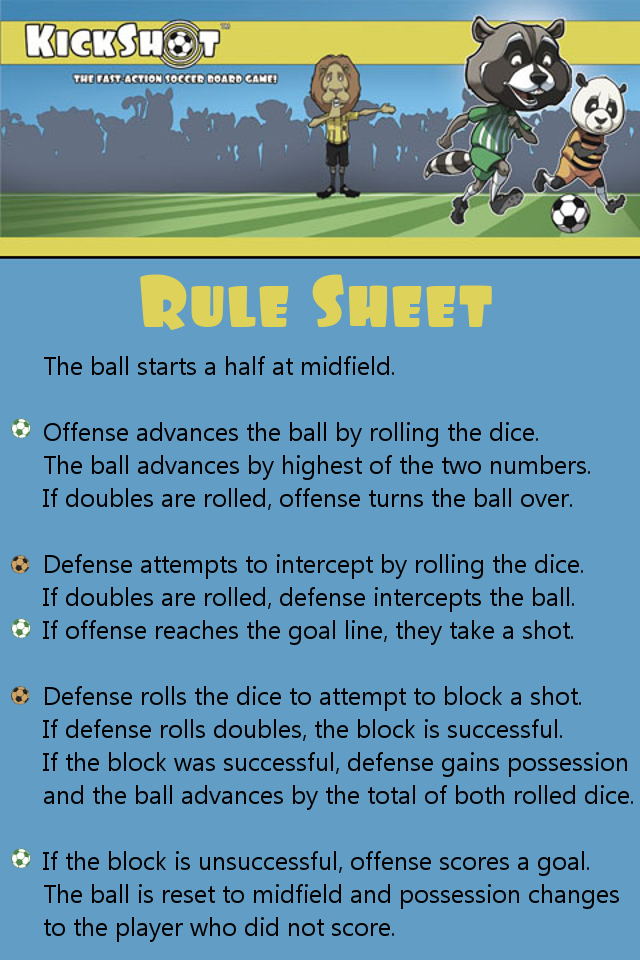 KICKSHOT™
THE FAST-ACTION SOCCER BOARD GAME!
RULE SHEET
The ball starts a half at midfield.
Offense advances the ball by rolling the dice.
The ball advances by highest of the two numbers.
If doubles are rolled, offense turns the ball over.
Defense attempts to intercept by rolling the dice.
If doubles are rolled, defense intercepts the ball.
If offense reaches the goal line, they take a shot.
Defense rolls the dice to attempt to block a shot.
If defense rolls doubles, the block is successful.
If the block was successful, defense gains possession
and the ball advances by the total of both rolled dice.
If the block is unsuccessful, offense scores a goal.
The ball is reset to midfield and possession changes
to the player who did not score.